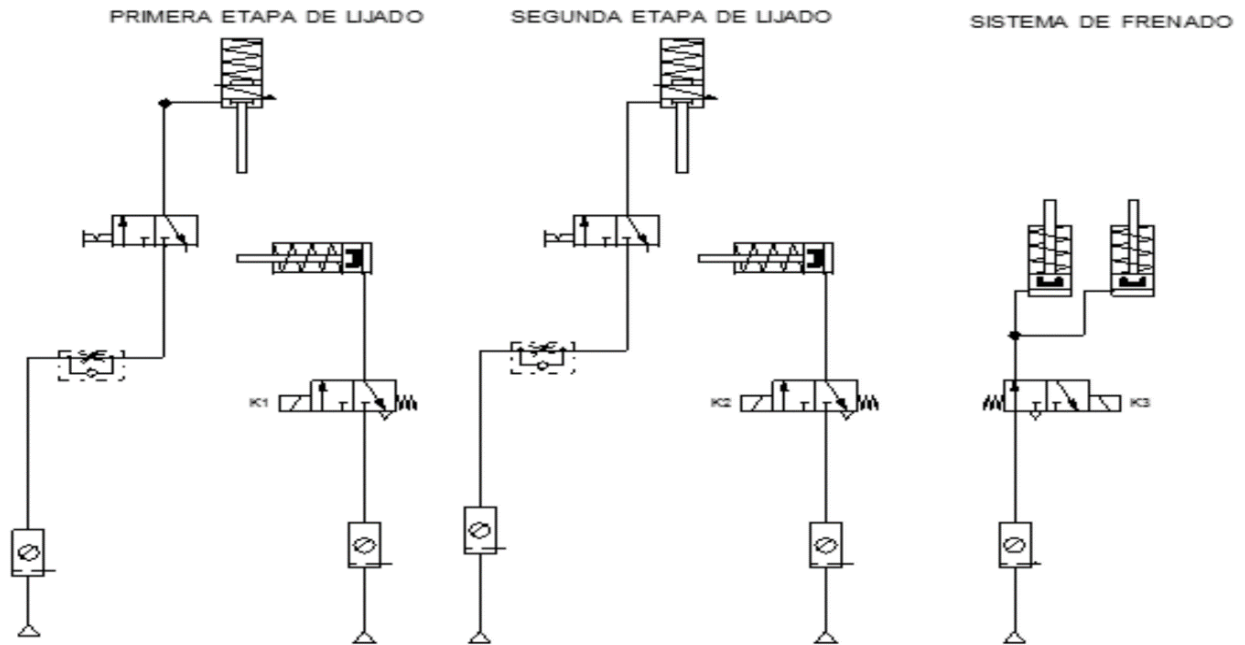 PRIMERA ETAPA DE LIJADO
SEGUNDA ETAPA DE LIJADO
SISTEMA DE FRENADO
K1
K2
K3